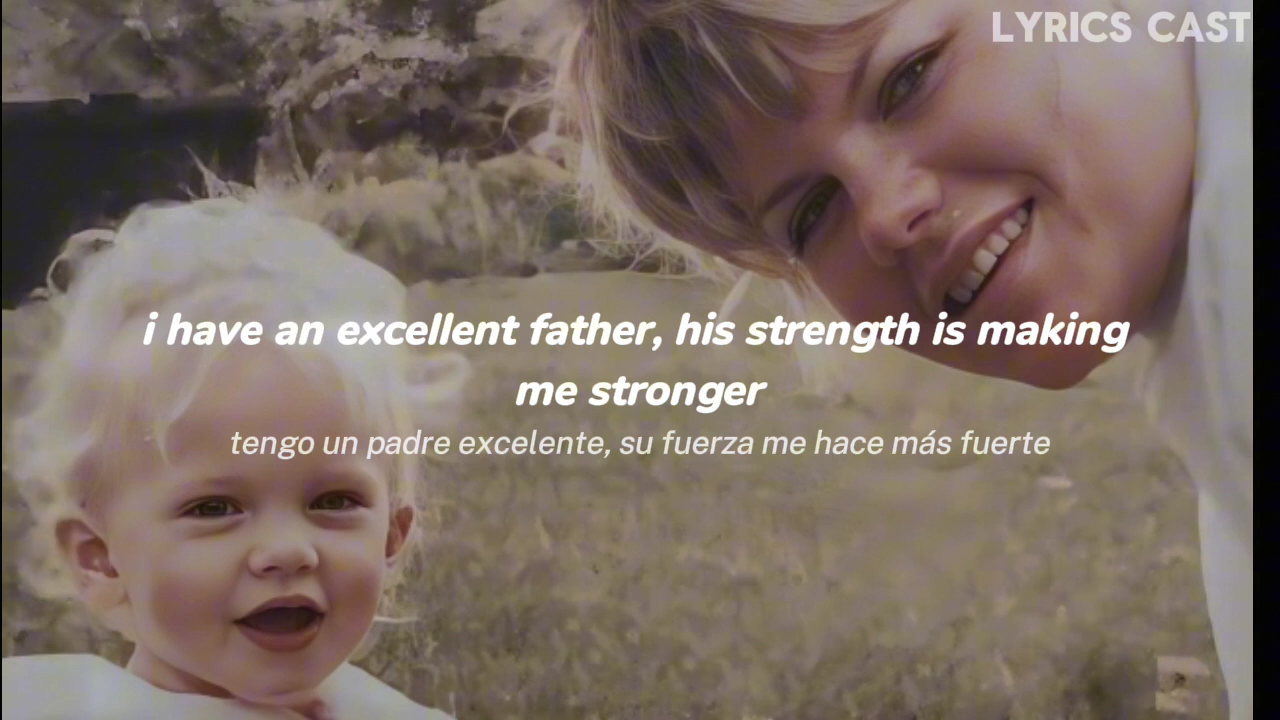 LYRICS CAST
i have an excellent father, his strength is making
me stronger
tengo un padre excelente, su fuerza me hace más fuerte